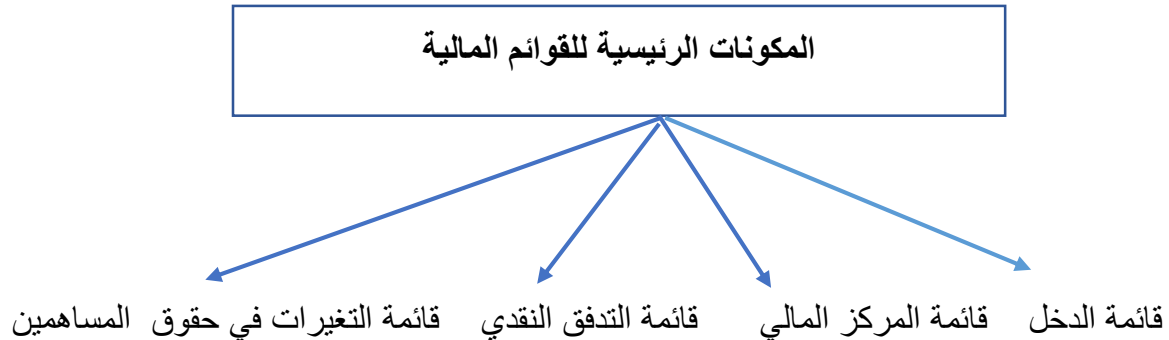 المكونات الرئيسية للقوائم المالية
قائمة الدخل قائمة المركز المالي قائمة التدفق النقدي قائمة التغيرات في حقوق المساهمين